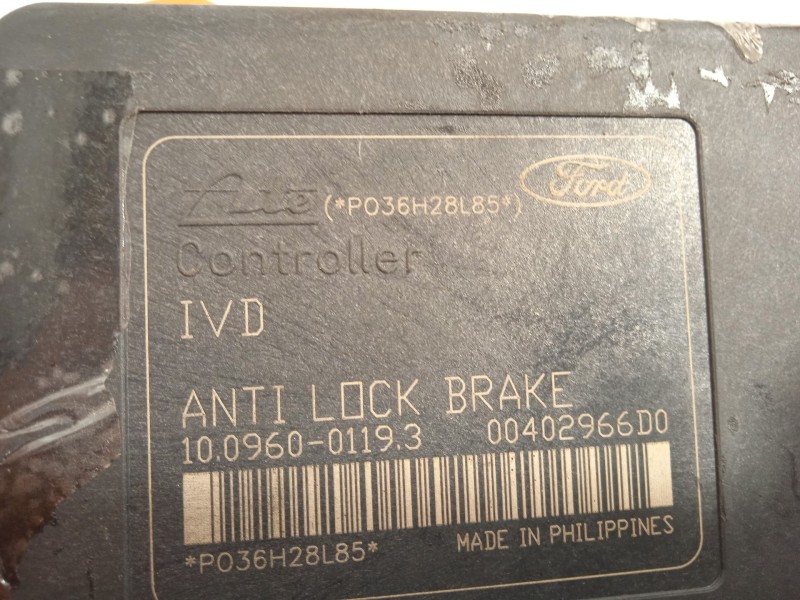 Ate (*P036H28L85*) Ford
Controller
IVD
ANTI LOCK BRAKE
10.0960-0119.3 00402966D0
*P036H28L85* MADE IN PHILIPPINES